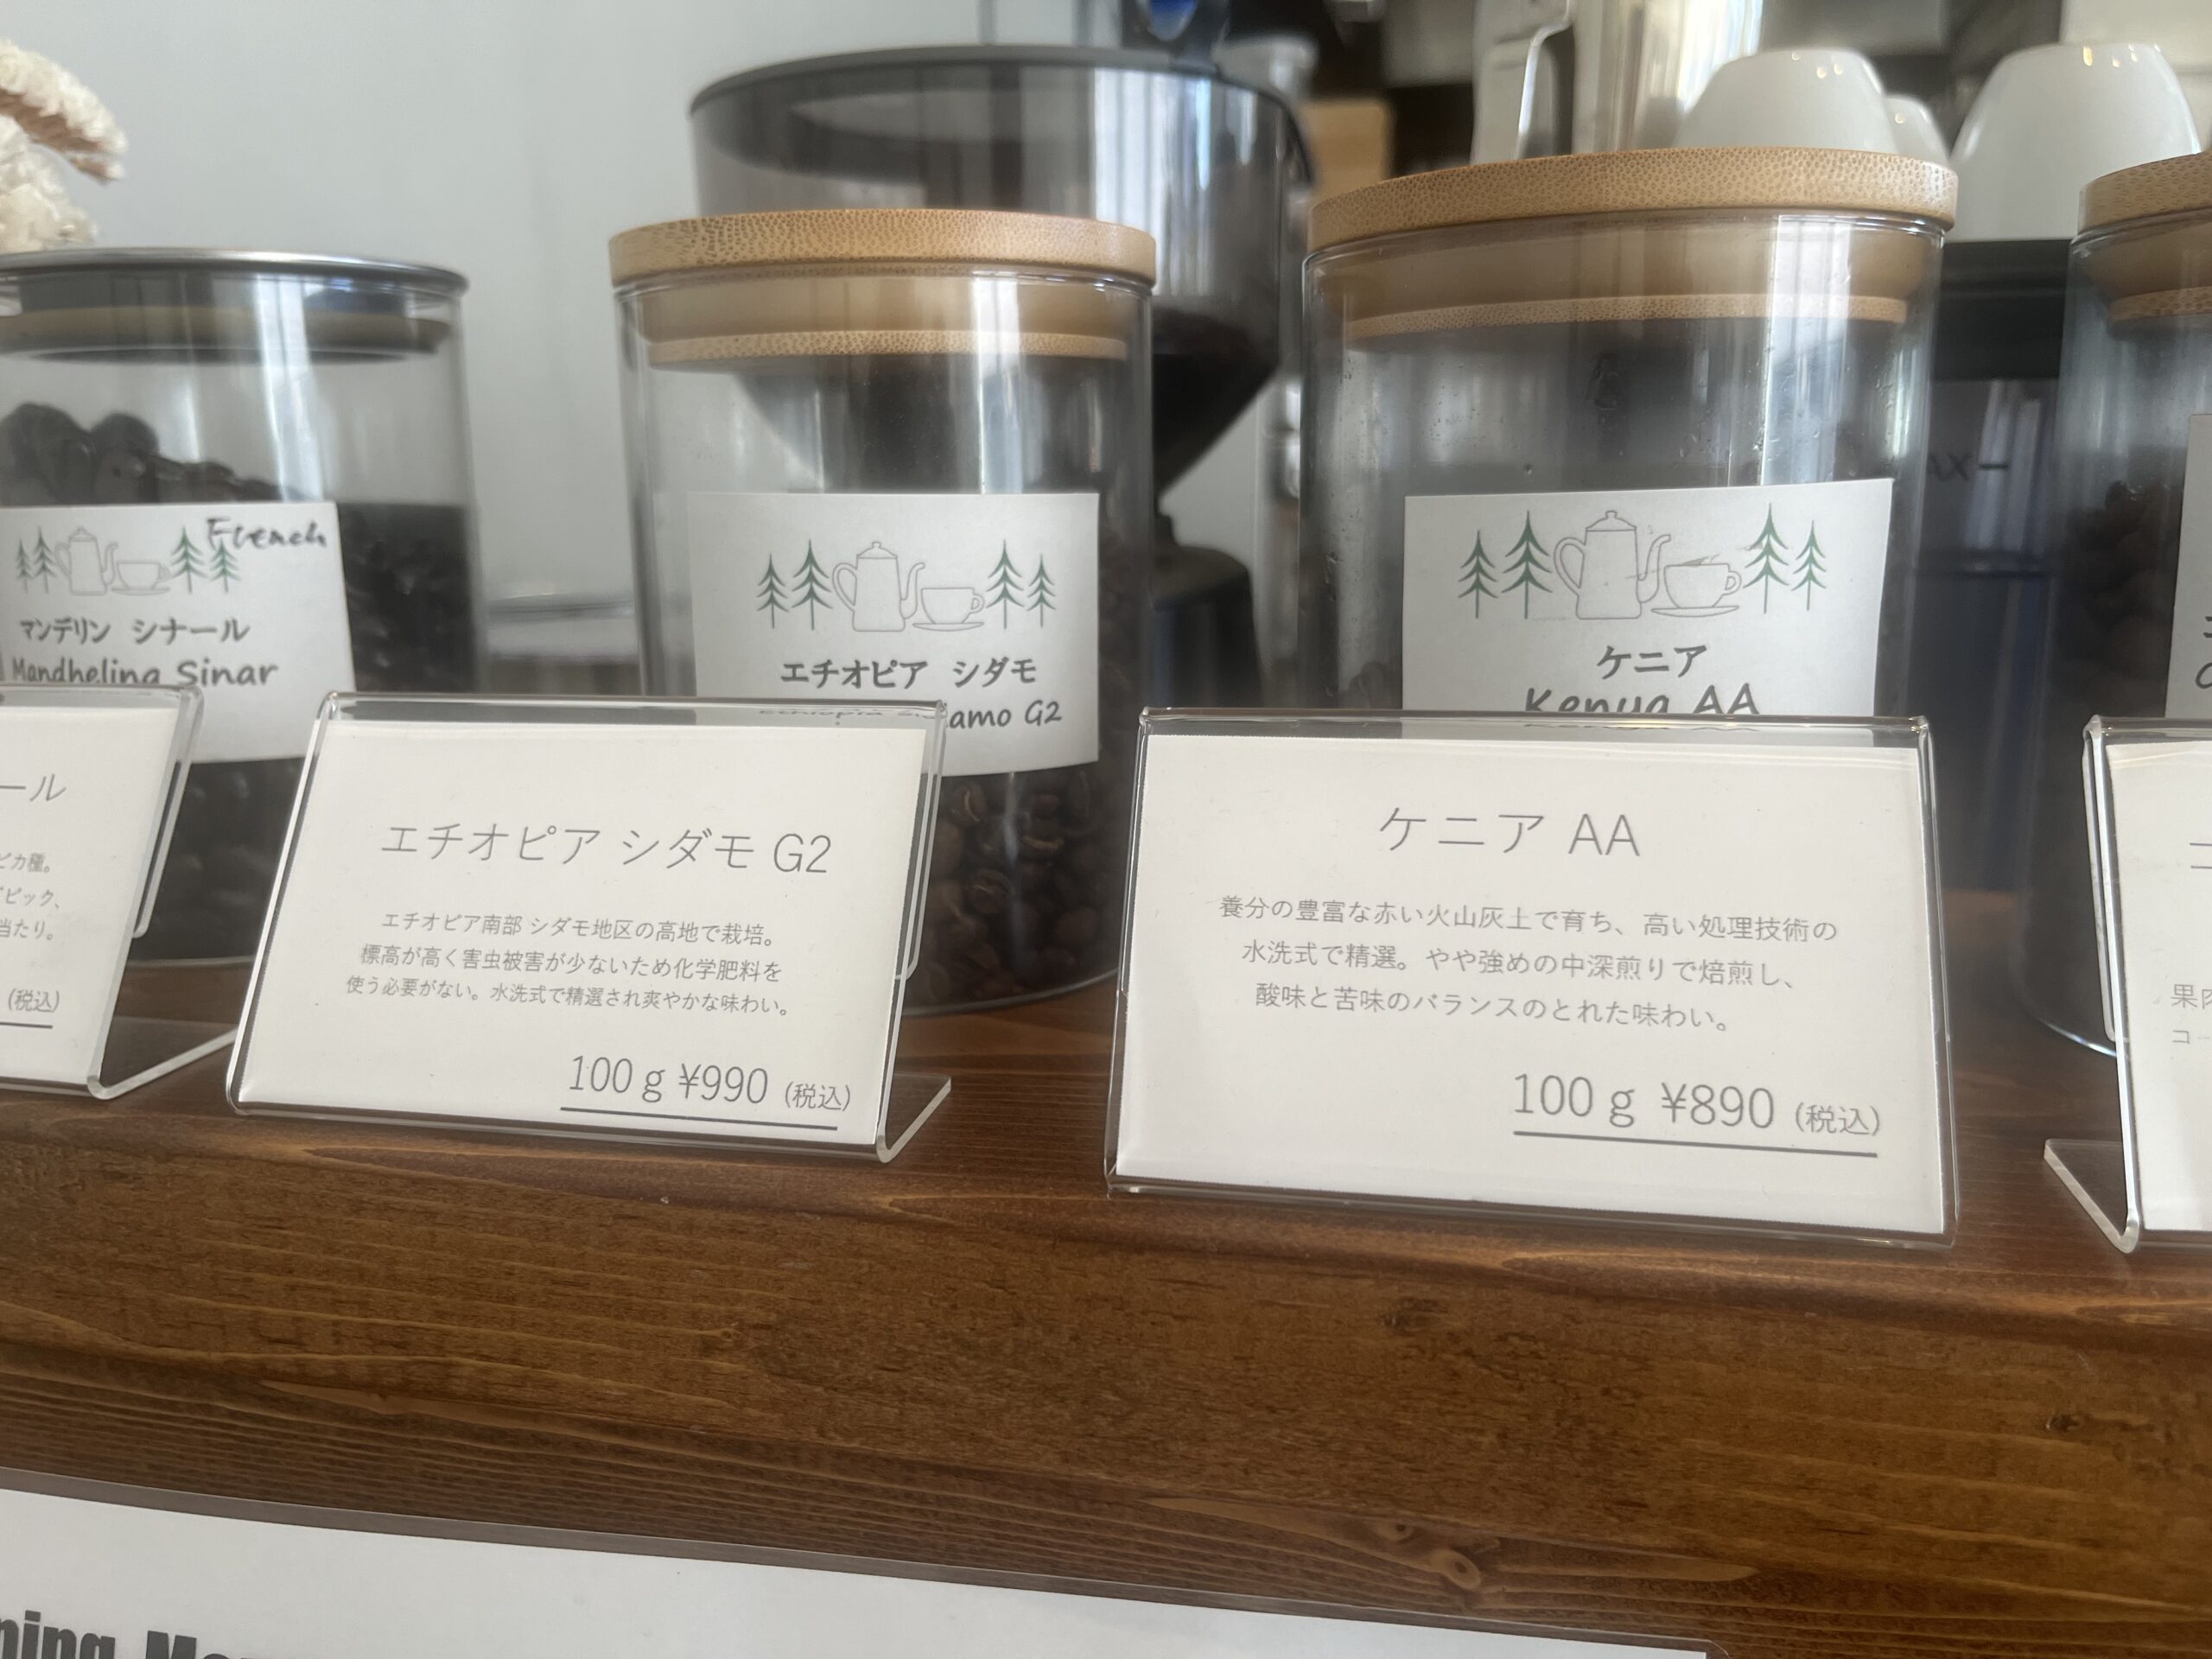 French
マンデリン シナール
Mandheling Sinar
エチオピア シダモ
amo G2
ケニア
Kenya AA
ール
ピカ種。
ピック、
当たり。
(税込)
エチオピア シダモ G2
エチオピア南部 シダモ地区の高地で栽培。
標高が高く害虫被害が少ないため化学肥料を
使う必要がない。水洗式で精選され爽やかな味わい。
100g ¥990 (税込)
ケニア AA
養分の豊富な赤い火山灰土で育ち、高い処理技術の
水洗式で精選。やや強めの中深煎りで焙煎し、
酸味と苦味のバランスのとれた味わい。
100g ¥890 (税込)
果肉
コー